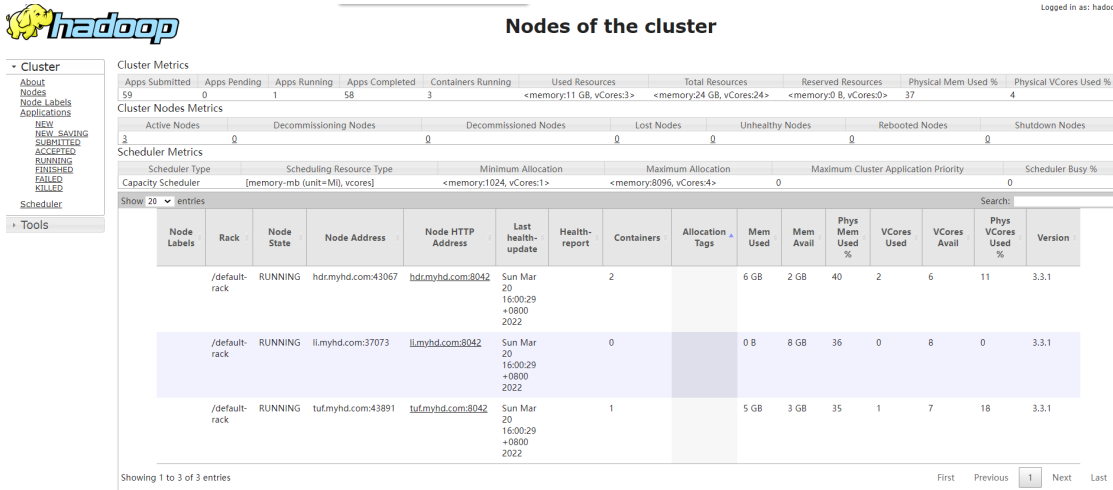 Logged in as: hadoo
hadoop
Nodes of the cluster
Cluster
About
Nodes
Node Labels
Applications
NEW
NEW_SAVING
SUBMITTED
ACCEPTED
RUNNING
FINISHED
FAILED
KILLED
Scheduler
Tools
Cluster Metrics
Apps Submitted Apps Pending Apps Running Apps Completed Containers Running Used Resources Total Resources Reserved Resources Physical Mem Used % Physical VCores Used %
59 0 1 58 3 <memory:11 GB, vCores:3> <memory:24 GB, vCores:24> <memory:0 B, vCores:0> 37 4
Cluster Nodes Metrics
Active Nodes Decommissioning Nodes Decommissioned Nodes Lost Nodes Unhealthy Nodes Rebooted Nodes Shutdown Nodes
3 0 0 0 0 0 0
Scheduler Metrics
Scheduler Type Scheduling Resource Type Minimum Allocation Maximum Allocation Maximum Cluster Application Priority Scheduler Busy %
Capacity Scheduler [memory-mb (unit=Mi), vcores] <memory:1024, vCores:1> <memory:8096, vCores:4> 0 0
Show 20 entries Search:
Node Labels Rack Node State Node Address Node HTTP Address Last health-update Health-report Containers Allocation Tags Mem Used Mem Avail Phys Mem Used % VCores Used VCores Avail Phys VCores Used % Version
/default-rack RUNNING hdr.myhd.com:43067 hdr.myhd.com:8042 Sun Mar 20 16:00:29 +0800 2022 2 6 GB 2 GB 40 2 6 11 3.3.1
/default-rack RUNNING li.myhd.com:37073 li.myhd.com:8042 Sun Mar 20 16:00:29 +0800 2022 0 0 B 8 GB 36 0 8 0 3.3.1
/default-rack RUNNING tuf.myhd.com:43891 tuf.myhd.com:8042 Sun Mar 20 16:00:29 +0800 2022 1 5 GB 3 GB 35 1 7 18 3.3.1
Showing 1 to 3 of 3 entries First Previous 1 Next Last